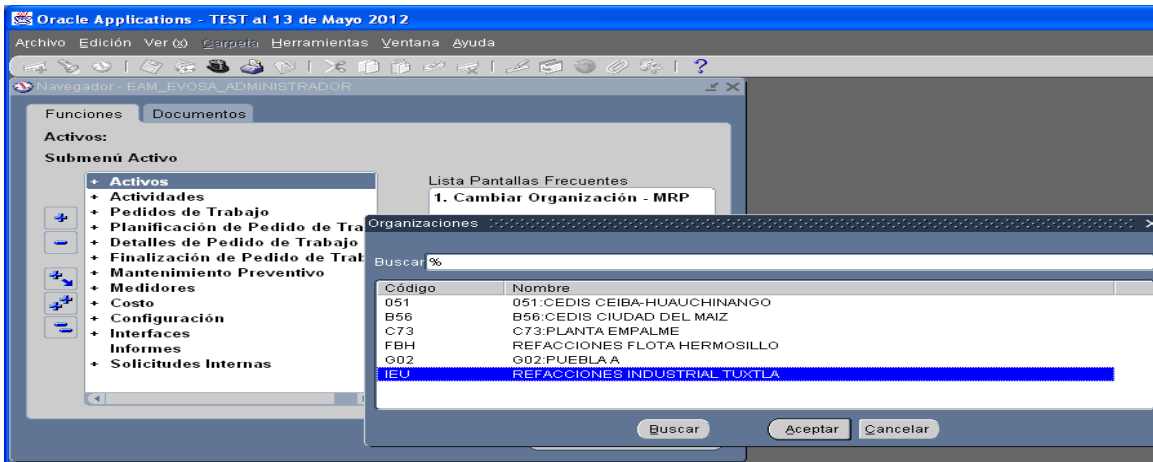 Oracle Applications - TEST al 13 de Mayo 2012
Archivo Edición Ver(x) Carpeta Herramientas Ventana Ayuda
Navegador - EAM_EVOSA_ADMINISTRADOR
Funciones Documentos
Activos:
Submenú Activo
+ Activos
+ Actividades
+ Pedidos de Trabajo
+ Planificación de Pedido de Tra
+ Detalles de Pedido de Trabajo
+ Finalización de Pedido de Trab
+ Mantenimiento Preventivo
+ Medidores
+ Costo
+ Configuración
+ Interfaces
Informes
+ Solicitudes Internas
Lista Pantallas Frecuentes
1. Cambiar Organización - MRP
Organizaciones
Buscar %
Código Nombre
051 051:CEDIS CEIBA-HUAUCHINANGO
B56 B56:CEDIS CIUDAD DEL MAIZ
C73 C73:PLANTA EMPALME
FBH REFACCIONES FLOTA HERMOSILLO
G02 G02:PUEBLA A
IEU REFACCIONES INDUSTRIAL TUXTLA
Buscar Aceptar Cancelar